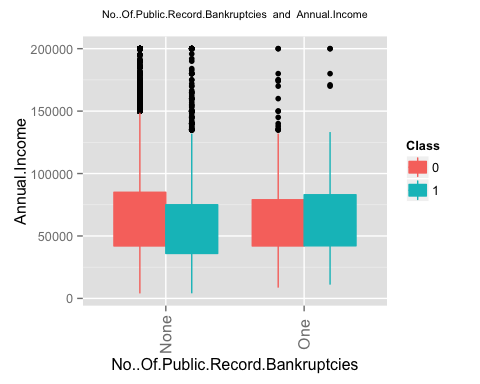 No..Of.Public.Record.Bankruptcies and Annual.Income
Annual.Income
200000
150000
100000
50000
0
None
One
No..Of.Public.Record.Bankruptcies
Class
0
1